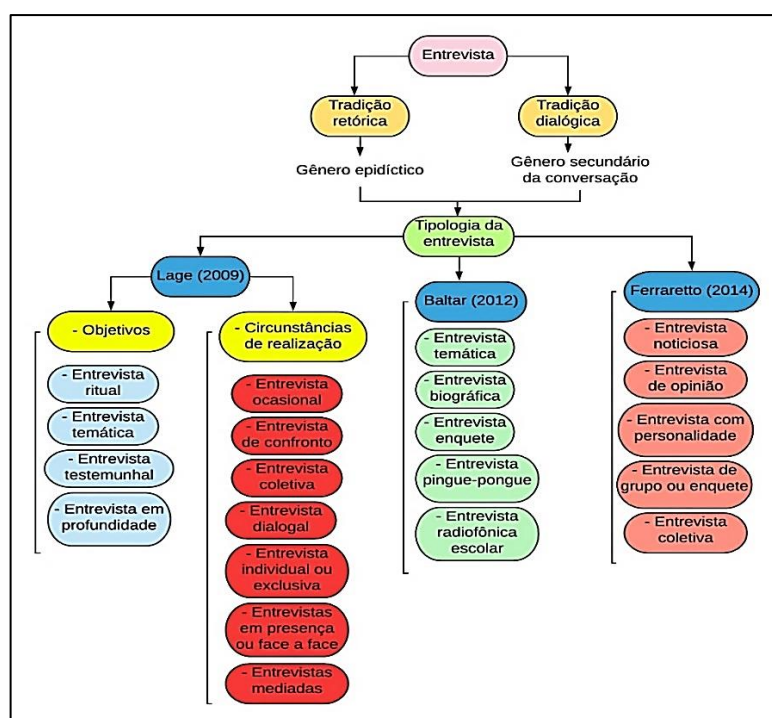 Entrevista
Tradição
retórica
Tradição
dialógica
Gênero epidíctico
Gênero secundário
da conversação
Tipologia da
entrevista
Lage (2009)
- Objetivos
- Entrevista
ritual
- Entrevista
temática
- Entrevista
testemunhal
- Entrevista em
profundidade
- Circunstâncias
de realização
- Entrevista
ocasional
- Entrevista
de confronto
- Entrevista
coletiva
- Entrevista
dialogal
- Entrevista
individual ou
exclusiva
- Entrevistas
em presença
ou face a face
- Entrevistas
mediadas
Baltar (2012)
- Entrevista
temática
- Entrevista
biográfica
- Entrevista
enquete
- Entrevista
pingue-pongue
- Entrevista
radiofônica
escolar
Ferraretto (2014)
- Entrevista
noticiosa
- Entrevista
de opinião
- Entrevista com
personalidade
- Entrevista de
grupo ou enquete
- Entrevista
coletiva